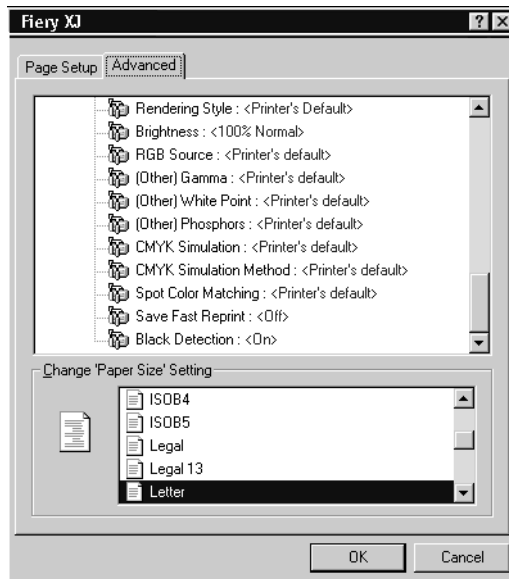 Fiery XJ
Page Setup Advanced
Rendering Style : <Printer's Default>
Brightness : <100% Normal>
RGB Source : <Printer's default>
(Other) Gamma : <Printer's default>
(Other) White Point : <Printer's default>
(Other) Phosphors : <Printer's default>
CMYK Simulation : <Printer's default>
CMYK Simulation Method : <Printer's default>
Spot Color Matching : <Printer's default>
Save Fast Reprint : <Off>
Black Detection : <On>
Change 'Paper Size' Setting
ISOB4
ISOB5
Legal
Legal 13
Letter
OK Cancel